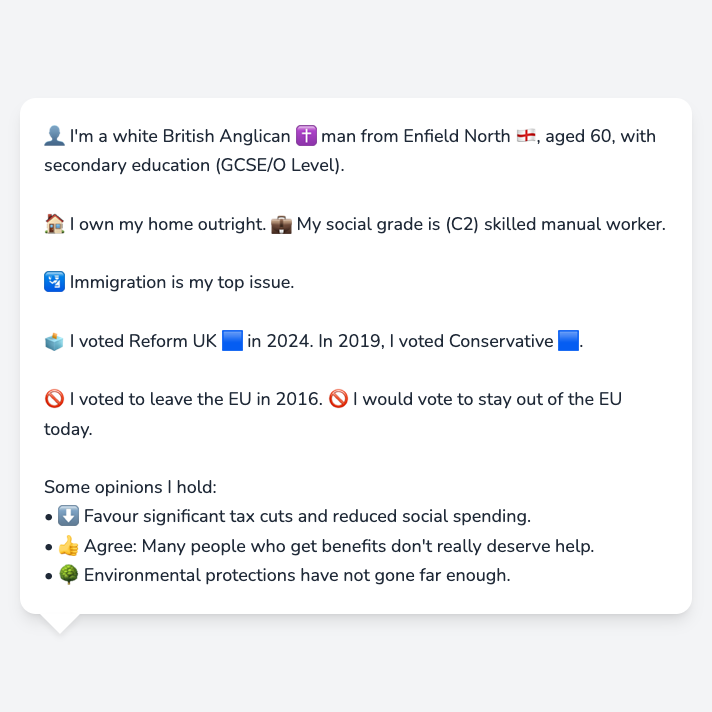 👤 I'm a white British Anglican ✝️ man from Enfield North 🏴󠁧󠁢󠁥󠁮󠁧󠁿, aged 60, with
secondary education (GCSE/O Level).
🏠 I own my home outright. 💼 My social grade is (C2) skilled manual worker.
🛂 Immigration is my top issue.
🗳️ I voted Reform UK 🟦 in 2024. In 2019, I voted Conservative 🟦.
🚫 I voted to leave the EU in 2016. 🚫 I would vote to stay out of the EU
today.
Some opinions I hold:
• ⬇️ Favour significant tax cuts and reduced social spending.
• 👍 Agree: Many people who get benefits don't really deserve help.
• 🌳 Environmental protections have not gone far enough.